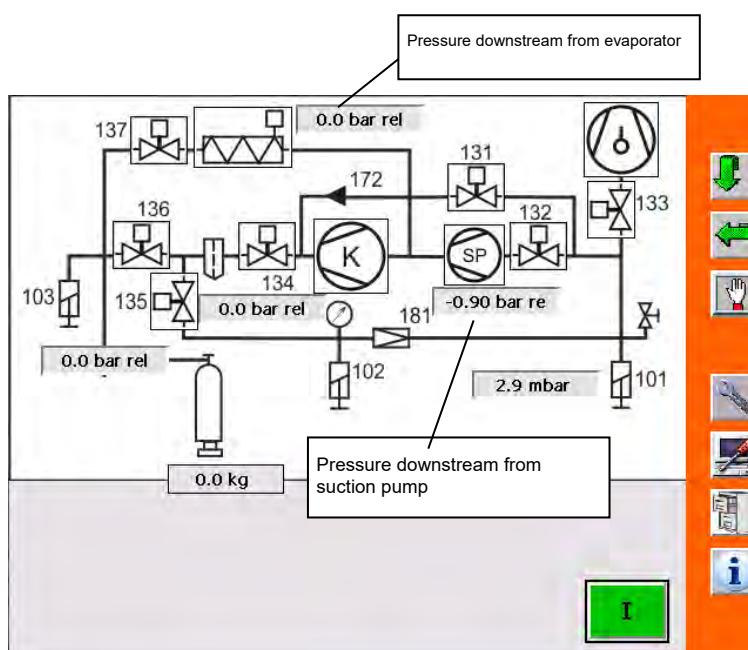 Pressure downstream from evaporator
137
0.0 bar rel
131
172
133
136
132
134
K
SP
103
135
0.0 bar rel
-0.90 bar re
181
0.0 bar rel
102
2.9 mbar
101
0.0 kg
Pressure downstream from
suction pump
i
I